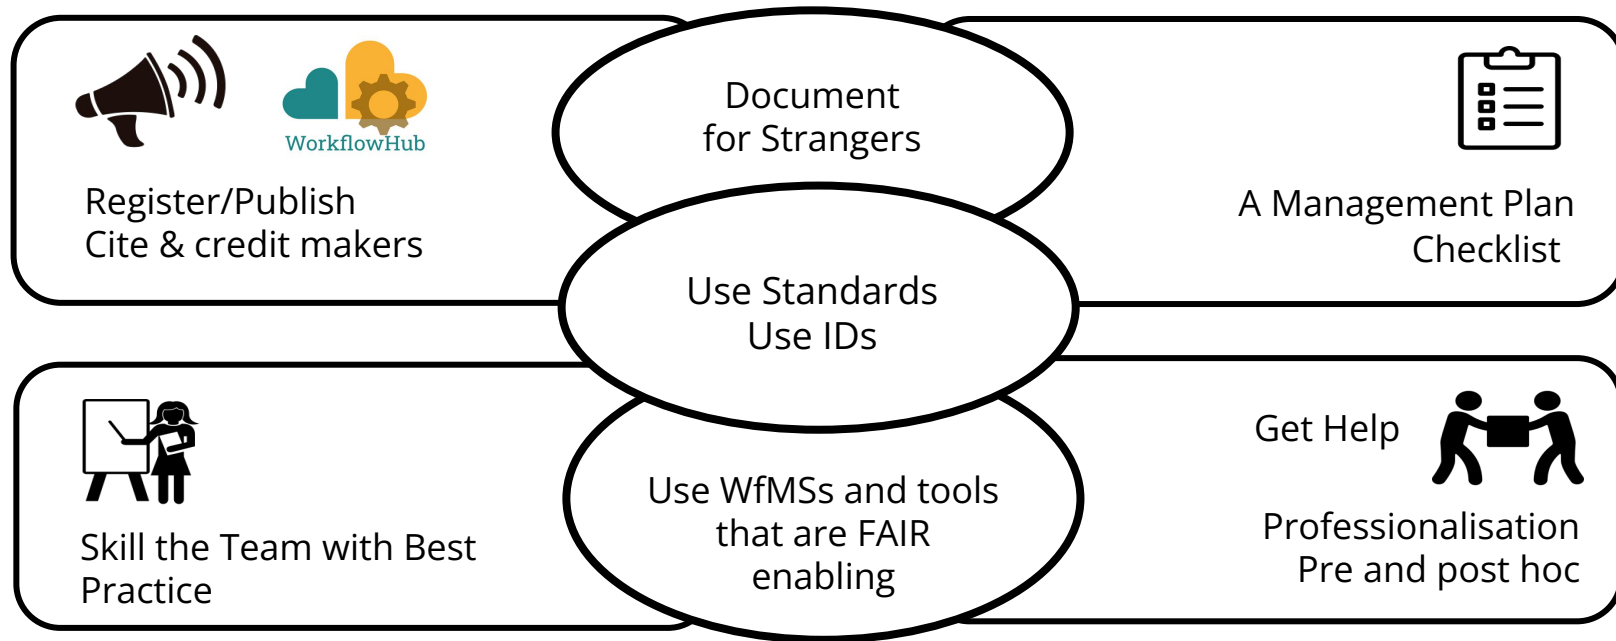 WorkflowHub
Register/Publish
Cite & credit makers
Document
for Strangers
A Management Plan
Checklist
Use Standards
Use IDs
Skill the Team with Best
Practice
Use WfMSs and tools
that are FAIR
enabling
Get Help
Professionalisation
Pre and post hoc